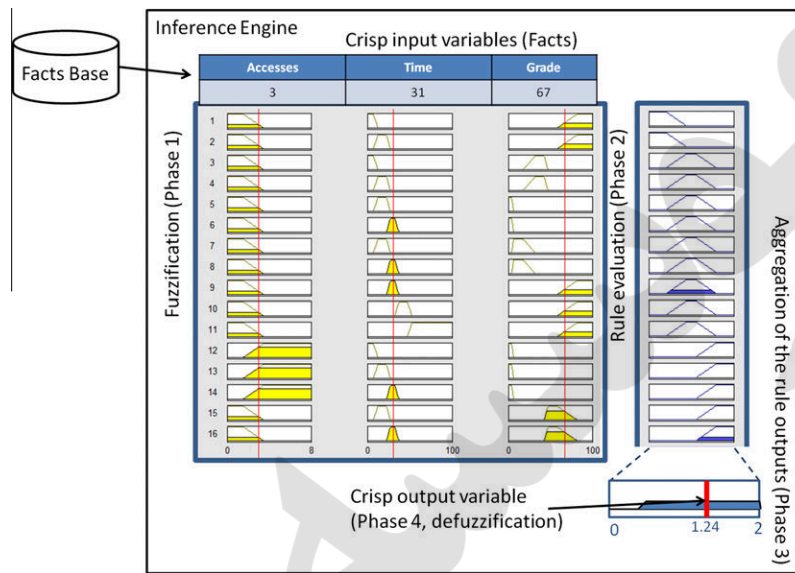 Inference Engine
Crisp input variables (Facts)
Facts Base
Accesses Time Grade
3 31 67
Fuzzification (Phase 1)
1
2
3
4
5
6
7
8
9
10
11
12
13
14
15
16
0 8 0 100 0 100
Rule evaluation (Phase 2)
Aggregation of the rule outputs (Phase 3)
Crisp output variable
(Phase 4, defuzzification)
0 1.24 2